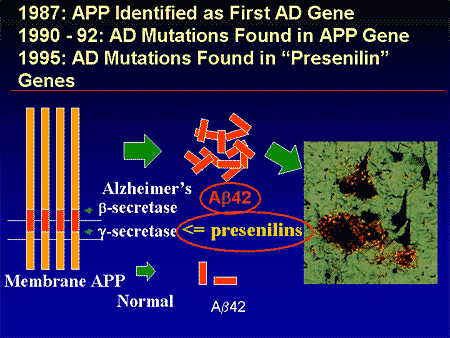 1987: APP Identified as First AD Gene
1990 - 92: AD Mutations Found in APP Gene
1995: AD Mutations Found in “Presenilin”
Genes
Alzheimer's
Aβ42
β-secretase
γ-secretase <= presenilins
Membrane APP
Normal
Aβ42